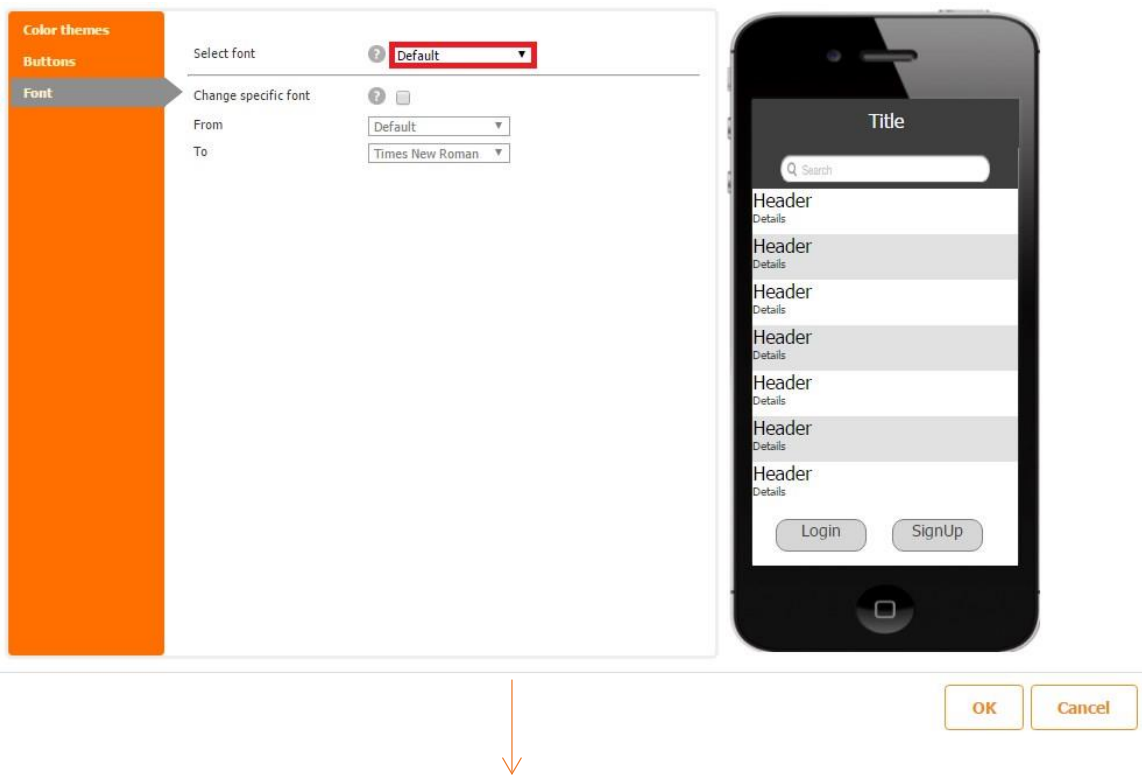 Color themes
Buttons
Font
Select font ? Default
Change specific font ?
From Default
To Times New Roman
Title
Search
Header
Details
Header
Details
Header
Details
Header
Details
Header
Details
Header
Details
Header
Details
Login SignUp
OK Cancel